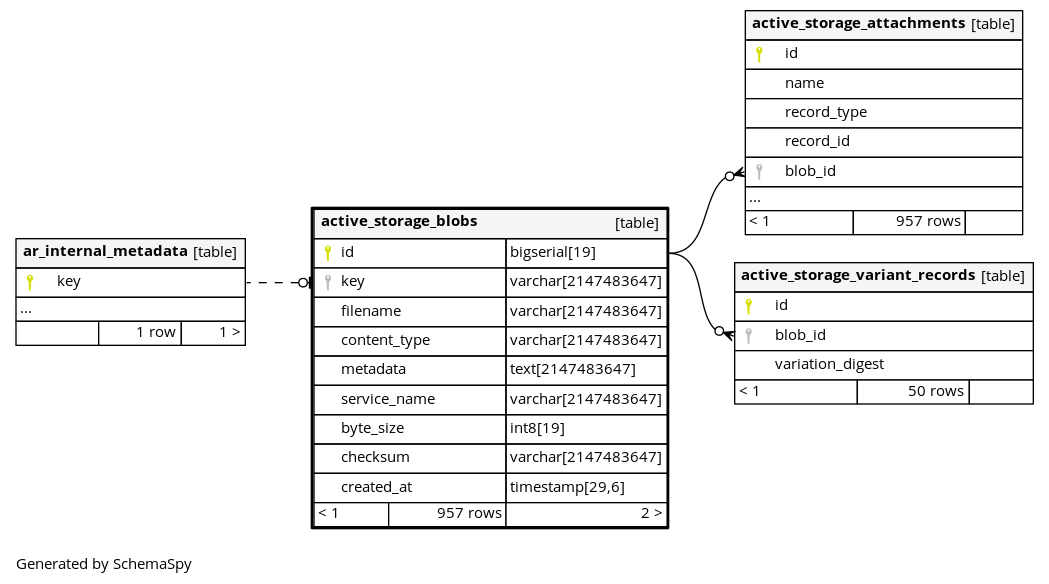 active_storage_attachments [table]
id
name
record_type
record_id
blob_id
...
< 1 957 rows
active_storage_blobs [table]
id bigserial[19]
key varchar[2147483647]
filename varchar[2147483647]
content_type varchar[2147483647]
metadata text[2147483647]
service_name varchar[2147483647]
byte_size int8[19]
checksum varchar[2147483647]
created_at timestamp[29,6]
< 1 957 rows 2 >
ar_internal_metadata [table]
key
...
1 row 1 >
active_storage_variant_records [table]
id
blob_id
variation_digest
< 1 50 rows
Generated by SchemaSpy